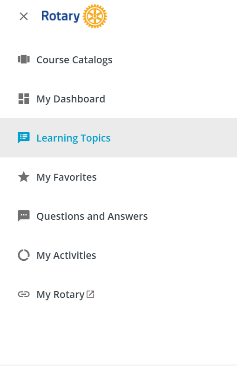 Rotary
Course Catalogs
My Dashboard
Learning Topics
My Favorites
Questions and Answers
My Activities
My Rotary